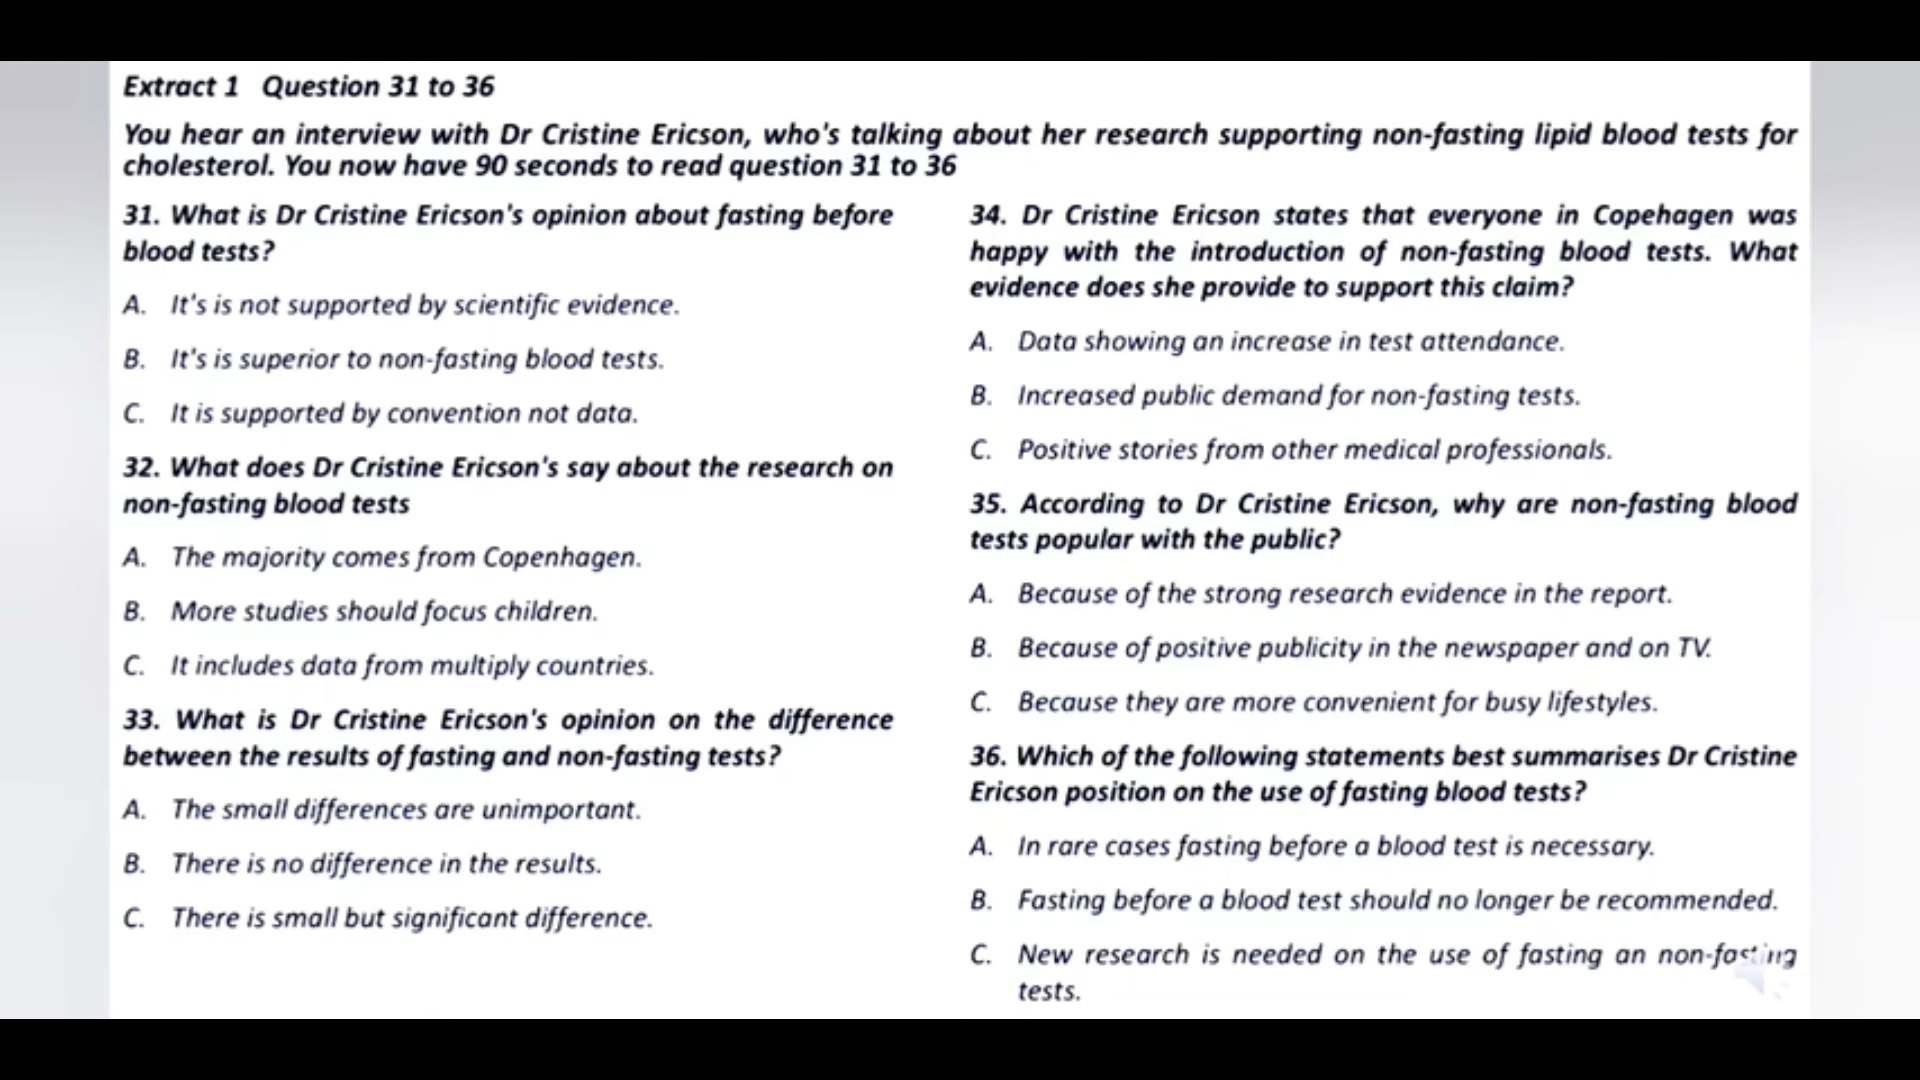 Extract 1 Question 31 to 36
You hear an interview with Dr Cristine Ericson, who's talking about her research supporting non-fasting lipid blood tests for
cholesterol. You now have 90 seconds to read question 31 to 36
31. What is Dr Cristine Ericson's opinion about fasting before
blood tests?
A. It's is not supported by scientific evidence.
B. It's is superior to non-fasting blood tests.
C. It is supported by convention not data.
32. What does Dr Cristine Ericson's say about the research on
non-fasting blood tests
A. The majority comes from Copenhagen.
B. More studies should focus children.
C. It includes data from multiply countries.
33. What is Dr Cristine Ericson's opinion on the difference
between the results of fasting and non-fasting tests?
A. The small differences are unimportant.
B. There is no difference in the results.
C. There is small but significant difference.
34. Dr Cristine Ericson states that everyone in Copehagen was
happy with the introduction of non-fasting blood tests. What
evidence does she provide to support this claim?
A. Data showing an increase in test attendance.
B. Increased public demand for non-fasting tests.
C. Positive stories from other medical professionals.
35. According to Dr Cristine Ericson, why are non-fasting blood
tests popular with the public?
A. Because of the strong research evidence in the report.
B. Because of positive publicity in the newspaper and on TV.
C. Because they are more convenient for busy lifestyles.
36. Which of the following statements best summarises Dr Cristine
Ericson position on the use of fasting blood tests?
A. In rare cases fasting before a blood test is necessary.
B. Fasting before a blood test should no longer be recommended.
C. New research is needed on the use of fasting an non-fasting
tests.